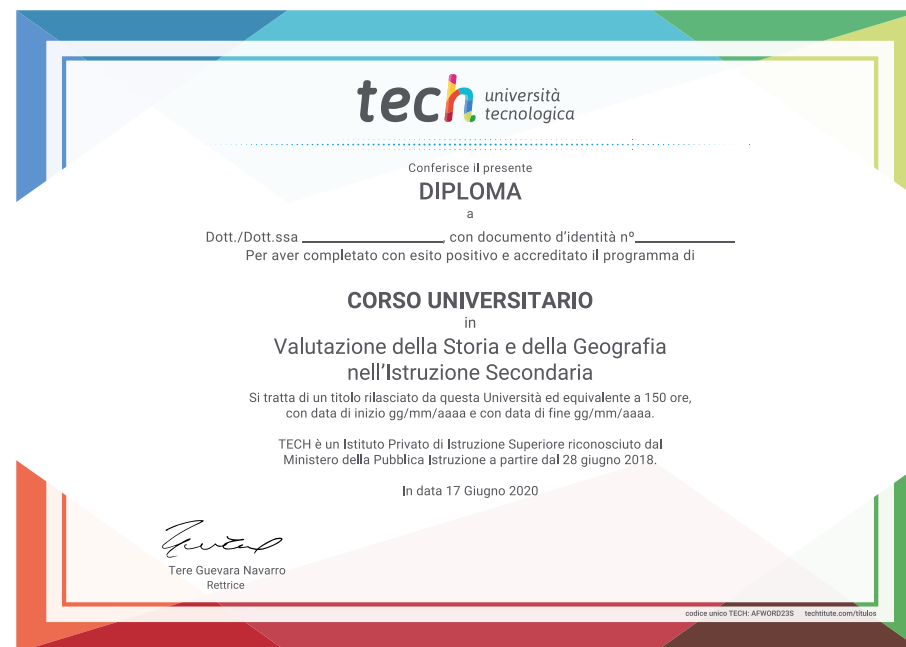 tech università
tecnologica
Conferisce il presente
DIPLOMA
a
Dott./Dott.ssa ________________, con documento d'identità nº____________
Per aver completato con esito positivo e accreditato il programma di
CORSO UNIVERSITARIO
in
Valutazione della Storia e della Geografia
nell'Istruzione Secondaria
Si tratta di un titolo rilasciato da questa Università ed equivalente a 150 ore,
con data di inizio gg/mm/aaaa e con data di fine gg/mm/aaaa.
TECH è un Istituto Privato di Istruzione Superiore riconosciuto dal
Ministero della Pubblica Istruzione a partire dal 28 giugno 2018.
In data 17 Giugno 2020
Tere Guevara Navarro
Rettrice
codice unico TECH: AFWORD23S techtitute.com/titulos